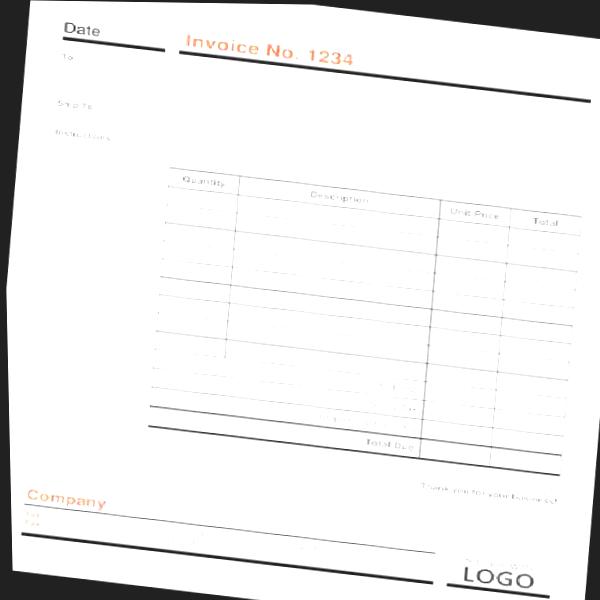 Date
Invoice No. 1234
To
Ship To
Instructions
Quantity Description Unit Price Total
Total Due
Thank you for your business!
Company
LOGO